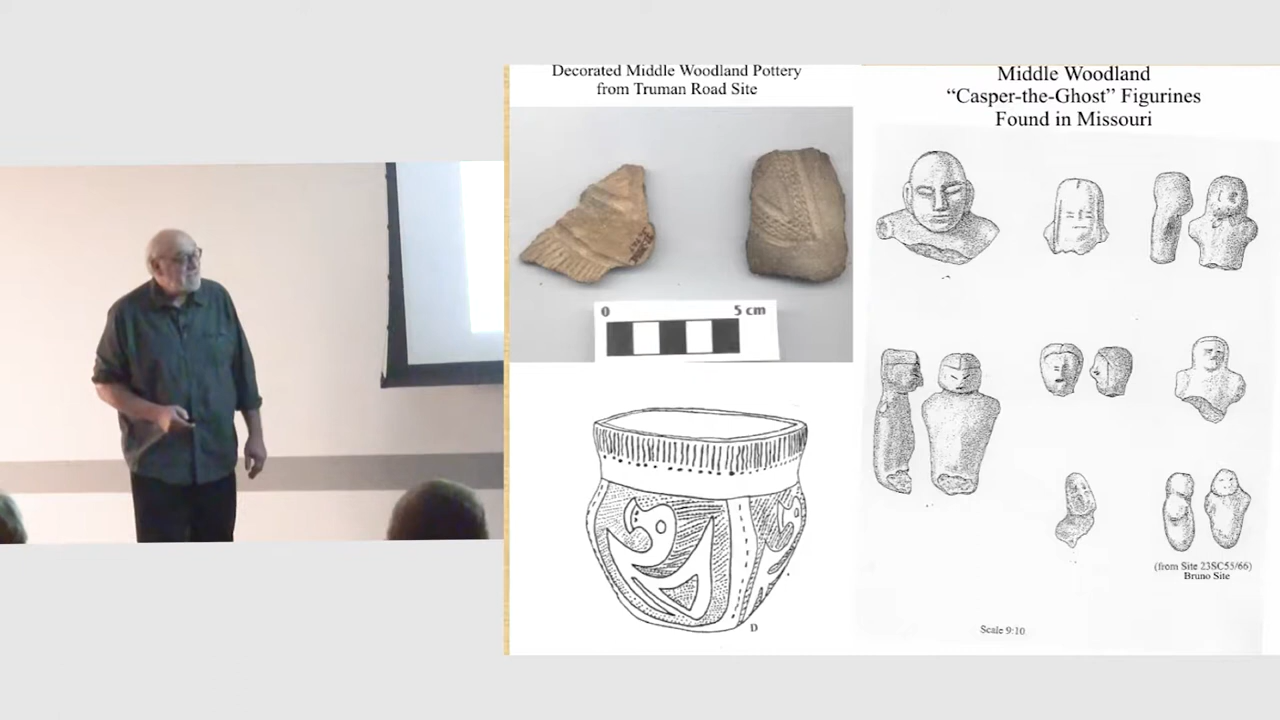 Decorated Middle Woodland Pottery
from Truman Road Site
0 5 cm
D
Middle Woodland
“Casper-the-Ghost” Figurines
Found in Missouri
(from Site 23SC55/66)
Bruno Site
Scale 9:10